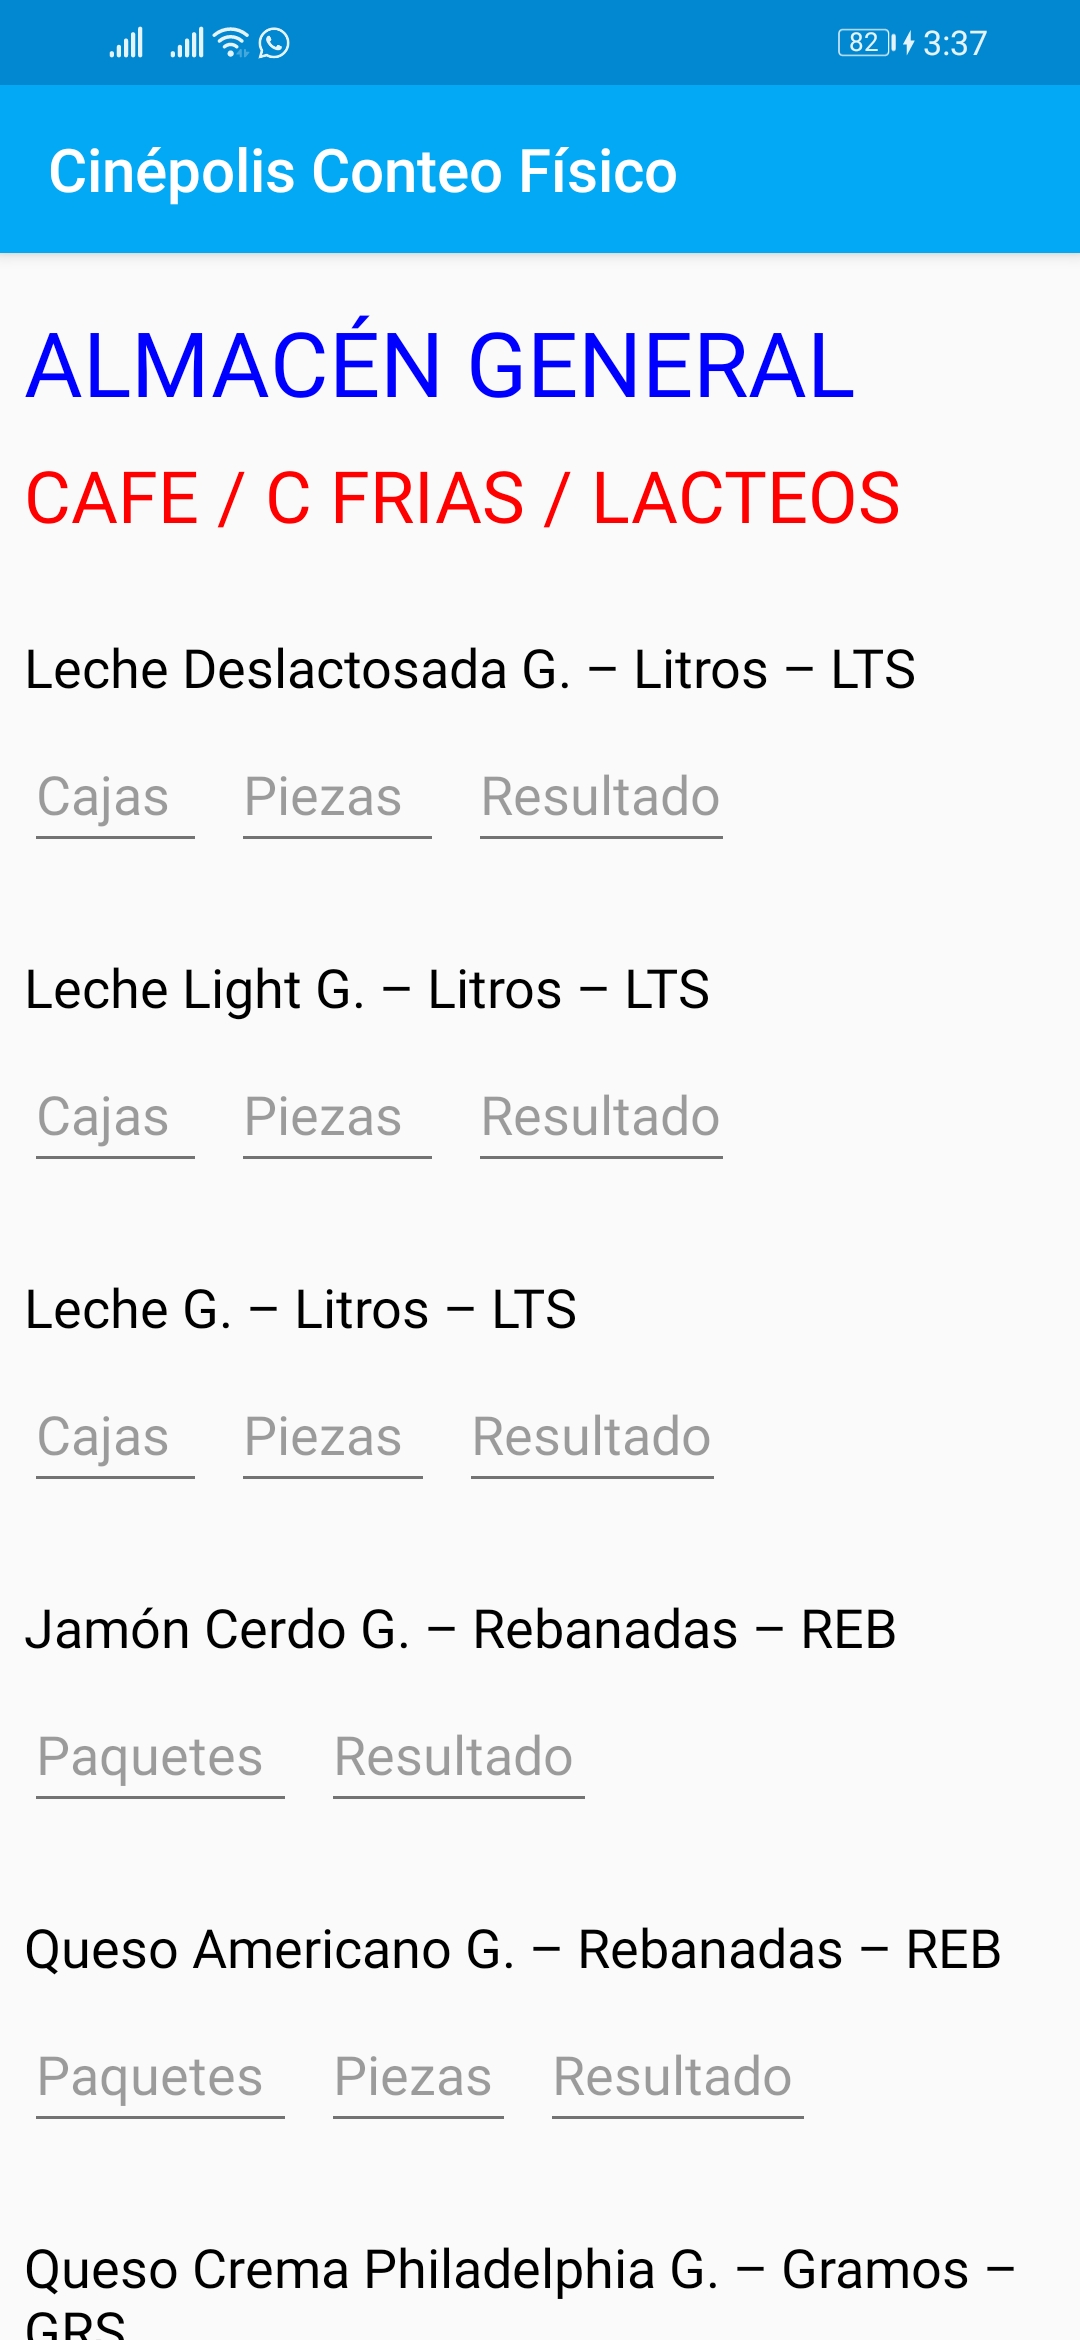 82 3:37
Cinépolis Conteo Físico
ALMACÉN GENERAL
CAFE / C FRIAS / LACTEOS
Leche Deslactosada G. – Litros – LTS
Cajas Piezas Resultado
Leche Light G. – Litros – LTS
Cajas Piezas Resultado
Leche G. – Litros – LTS
Cajas Piezas Resultado
Jamón Cerdo G. – Rebanadas – REB
Paquetes Resultado
Queso Americano G. – Rebanadas – REB
Paquetes Piezas Resultado
Queso Crema Philadelphia G. – Gramos –
GRS